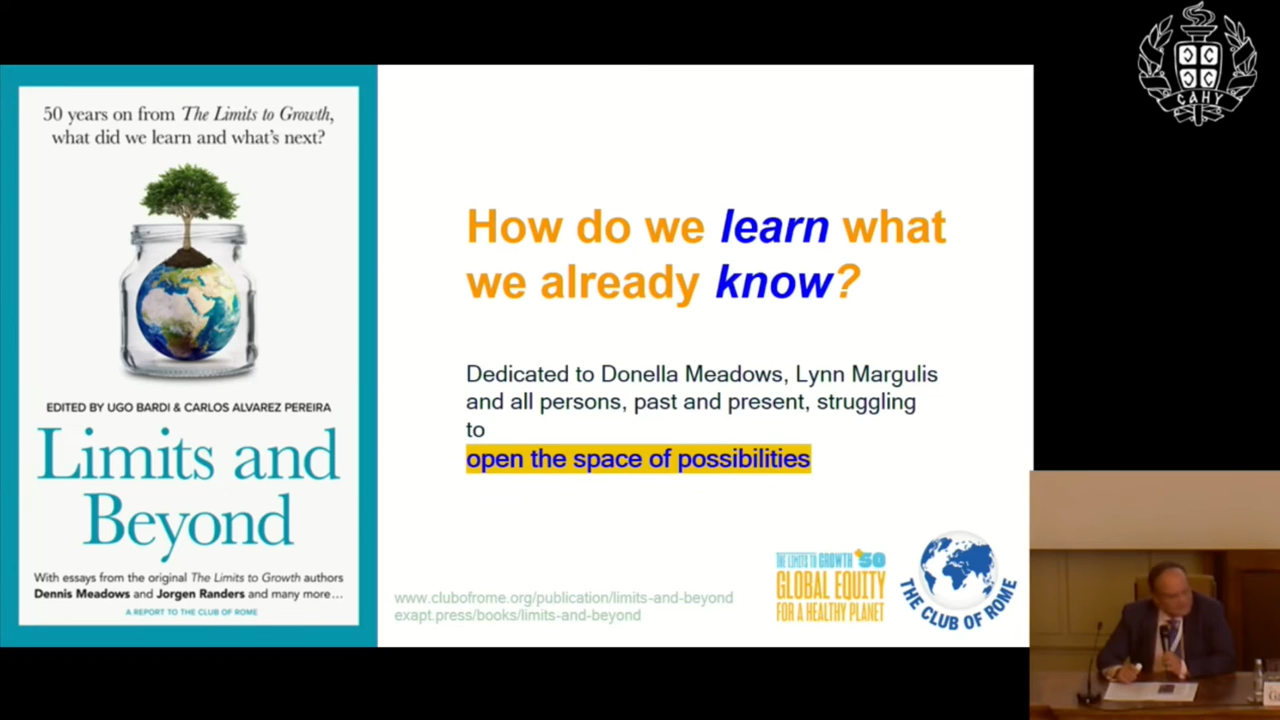 50 years on from The Limits to Growth,
what did we learn and what's next?
EDITED BY UGO BARDI & CARLOS ALVAREZ PEREIRA
Limits and
Beyond
With essays from the original The Limits to Growth authors
Dennis Meadows and Jorgen Randers and many more...
A REPORT TO THE CLUB OF ROME
How do we learn what
we already know?
Dedicated to Donella Meadows, Lynn Margulis
and all persons, past and present, struggling
to
open the space of possibilities
www.clubofrome.org/publication/limits-and-beyond
exapt.press/books/limits-and-beyond
THE LIMITS TO GROWTH +50
GLOBAL EQUITY
FOR A HEALTHY PLANET
THE CLUB OF ROME
САНУ